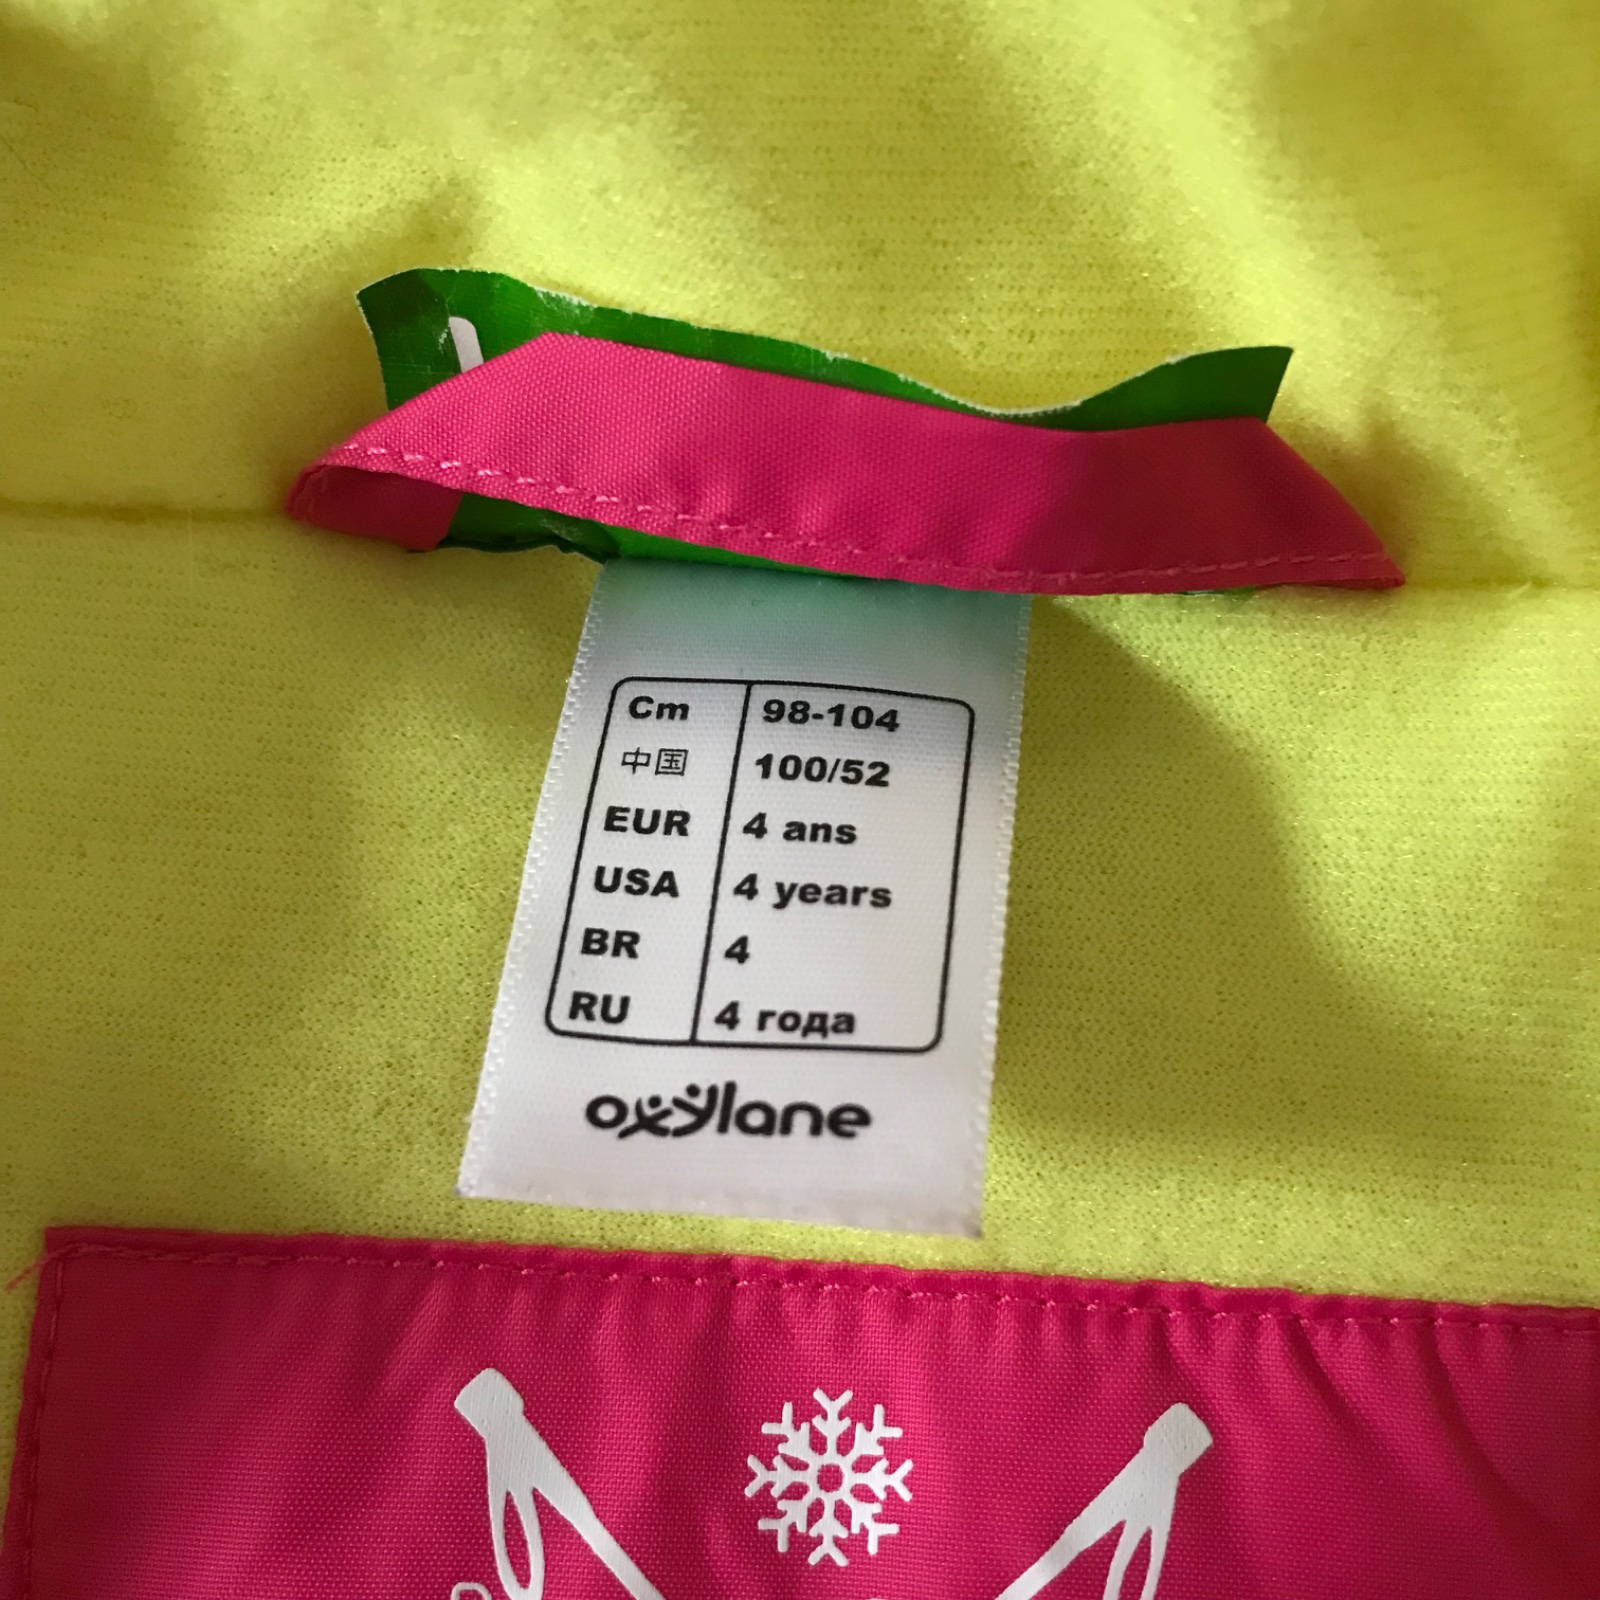 Cm 98-104
中国 100/52
EUR 4 ans
USA 4 years
BR 4
RU 4 года
oxylane